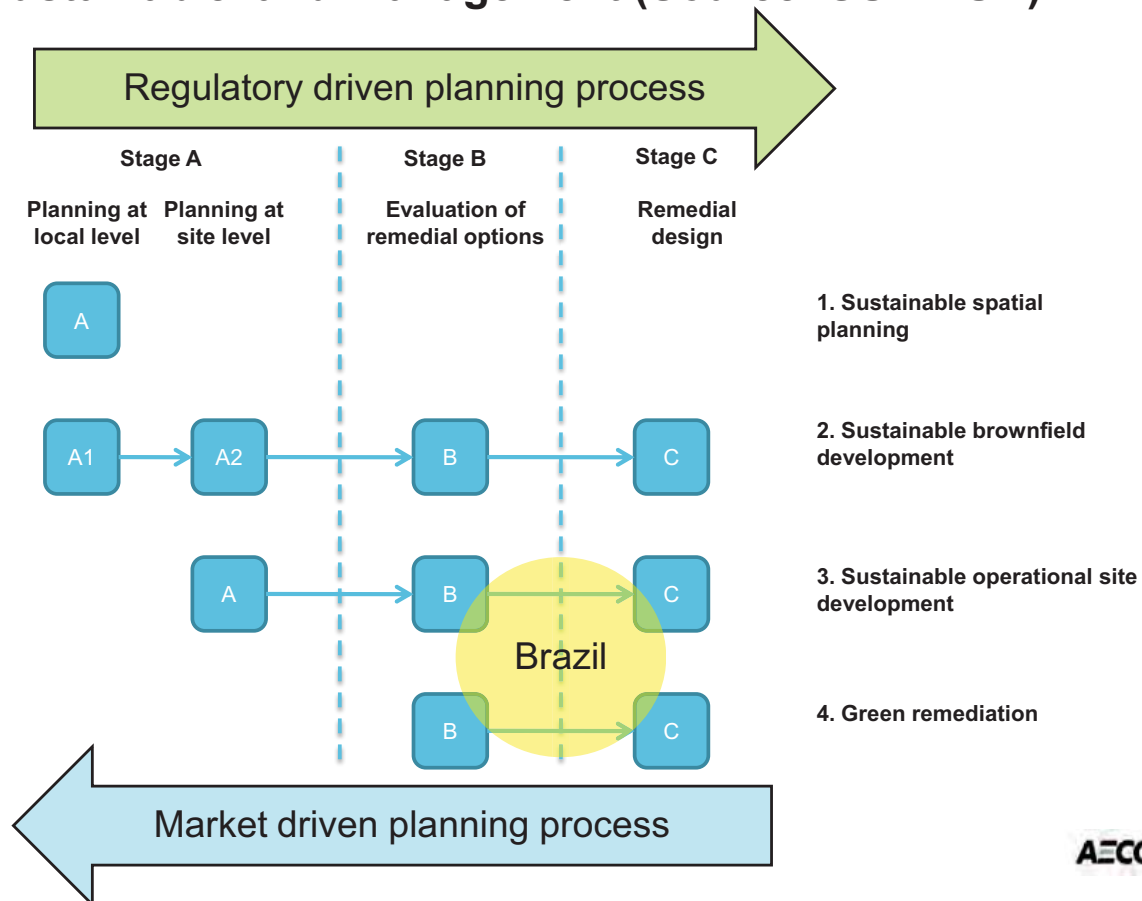 Regulatory driven planning process
Stage A
Stage B
Stage C
Planning at
local level
Planning at
site level
Evaluation of
remedial options
Remedial
design
A
1. Sustainable spatial
planning
A1
A2
B
C
2. Sustainable brownfield
development
A
B
C
3. Sustainable operational site
development
Brazil
B
C
4. Green remediation
Market driven planning process